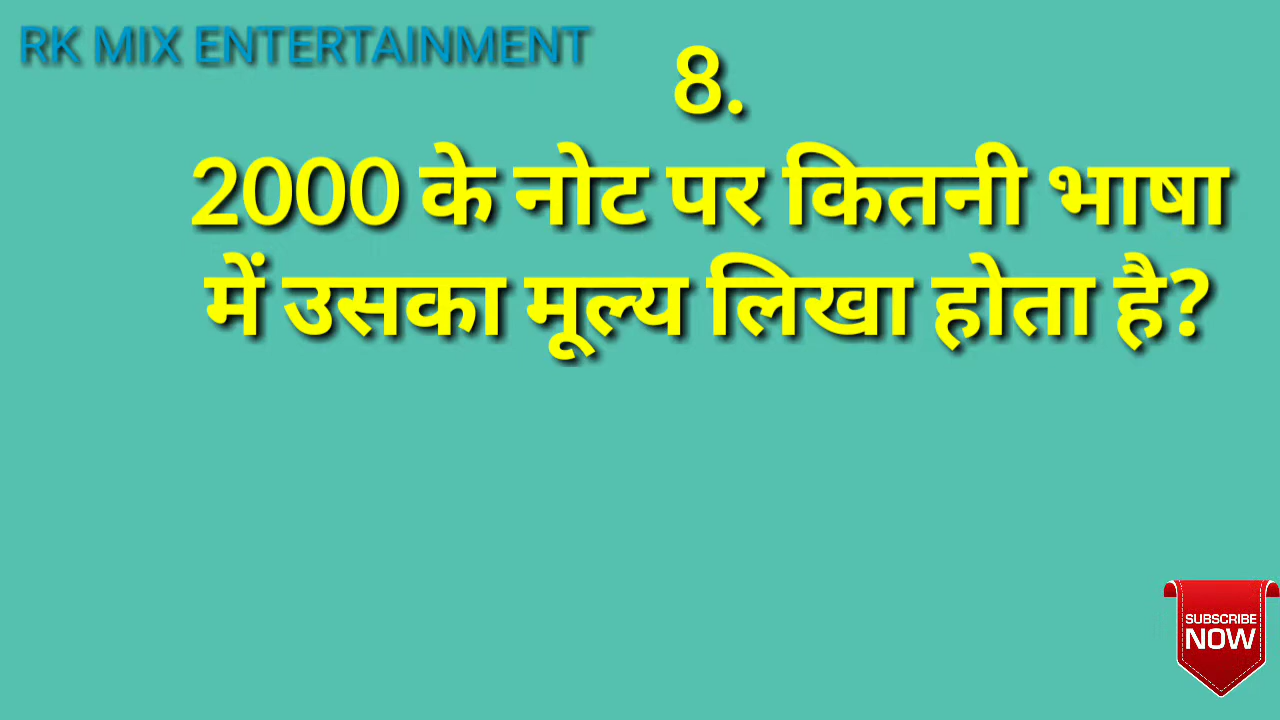 RK MIX ENTERTAINMENT
8.
2000 के नोट पर कितनी भाषा
में उसका मूल्य लिखा होता है?
SUBSCRIBE
NOW